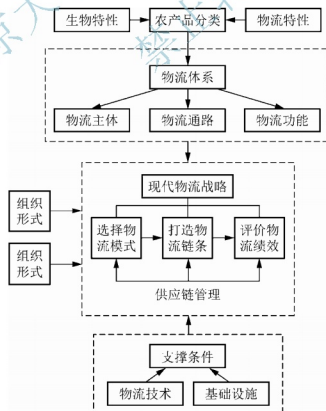 生物特性 农产品分类 物流特性
物流体系
物流主体 物流通路 物流功能
现代物流战略
组织
形式
选择物
流模式
打造物
流链条
评价物
流绩效
组织
形式
供应链管理
支撑条件
物流技术 基础设施